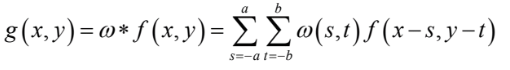 g(x,y) = ω * f(x,y) = ∑_{s=-a}^{a} ∑_{t=-b}^{b} ω(s,t) f(x-s, y-t)